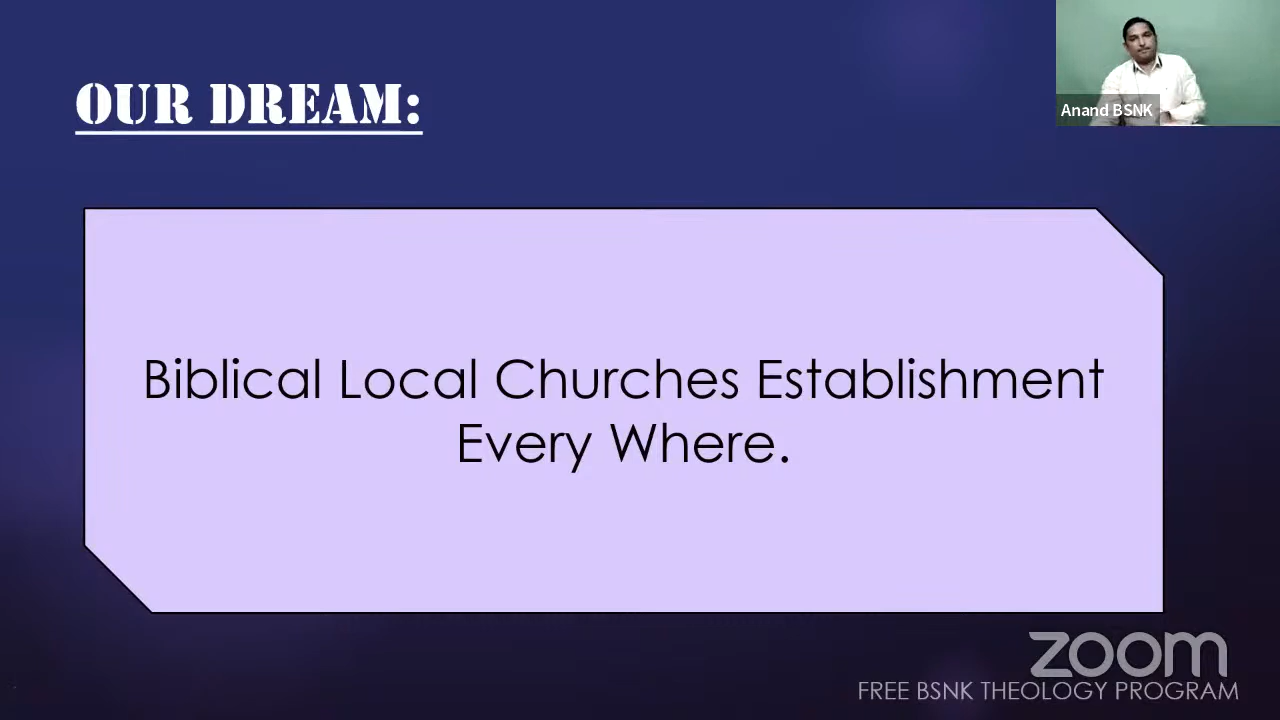 OUR DREAM:
Anand BSNK
Biblical Local Churches Establishment
Every Where.
zoom
FREE BSNK THEOLOGY PROGRAM